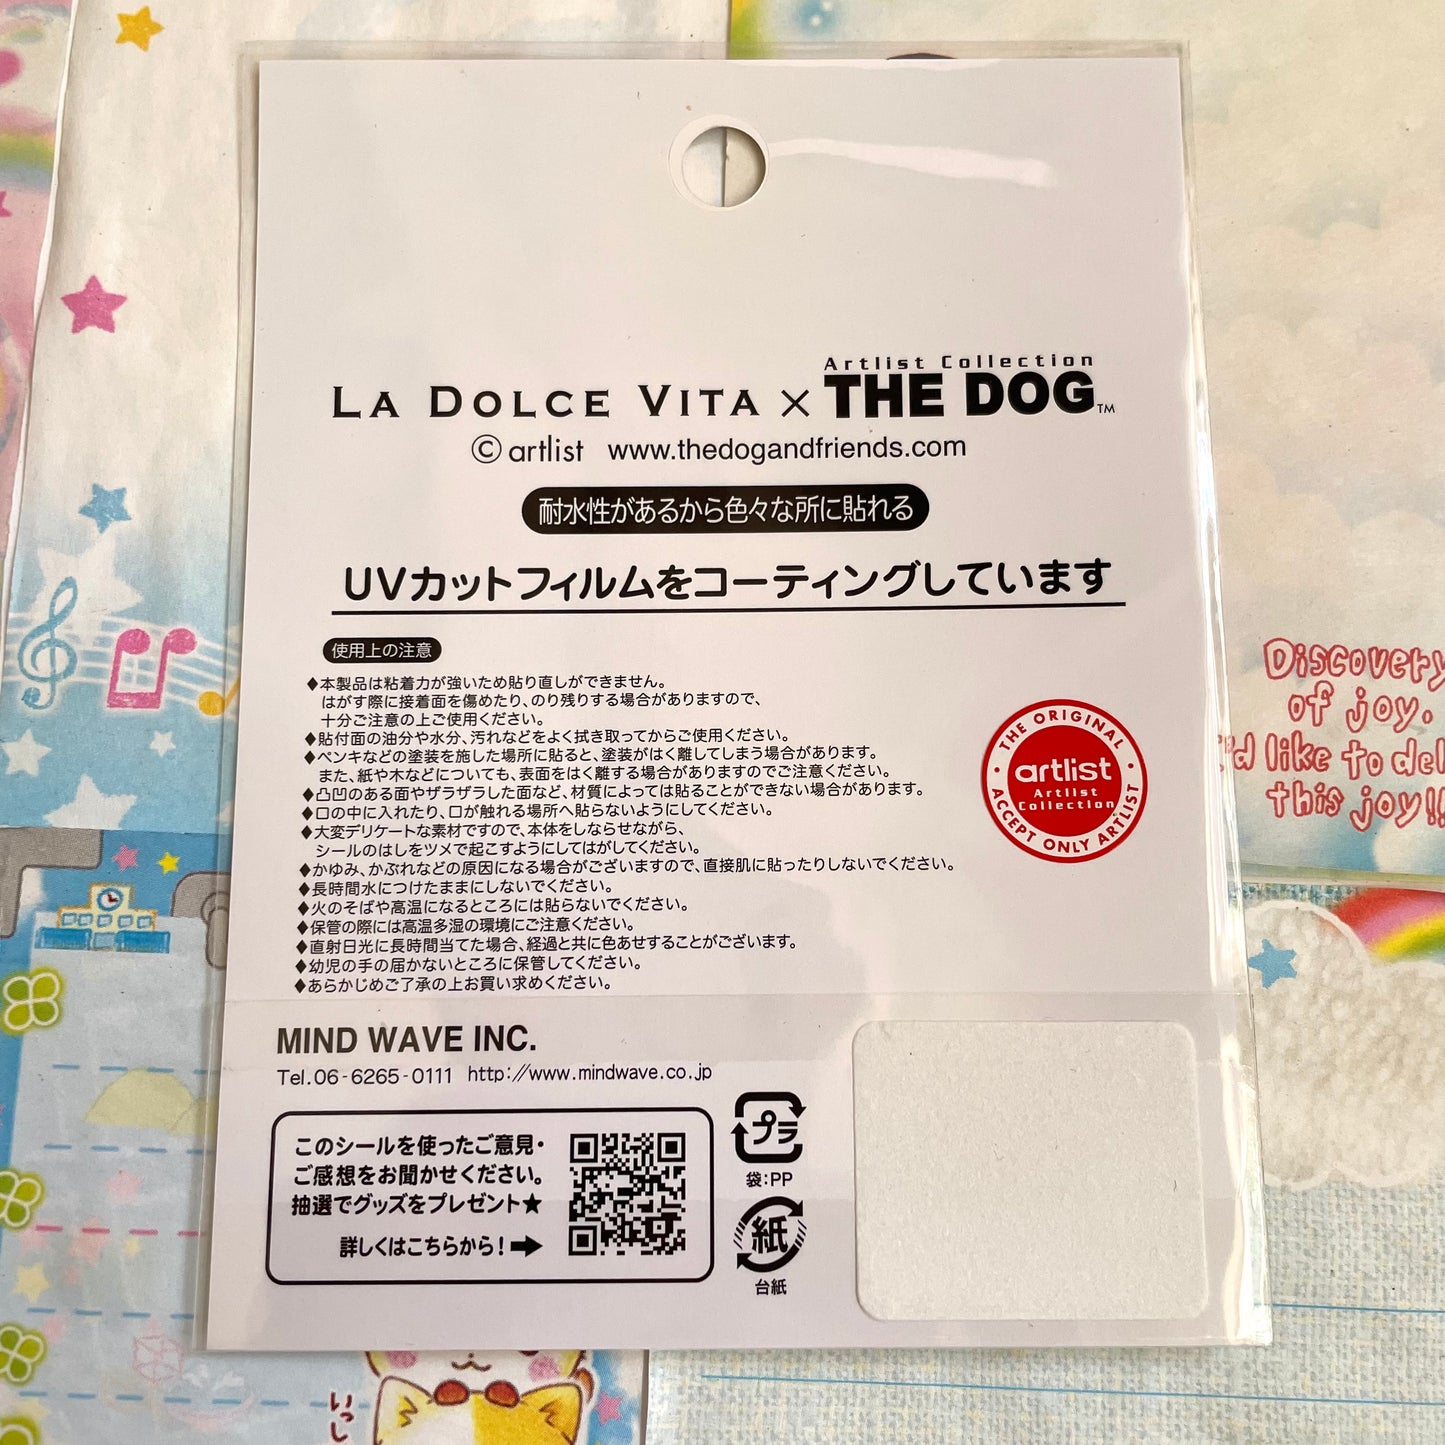 Artlist Collection
LA DOLCE VITA × THE DOG™
© artlist www.thedogandfriends.com
耐水性があるから色々な所に貼れる
UVカットフィルムをコーティングしています
使用上の注意
♦本製品は粘着力が強いため貼り直しができません。
はがす際に接着面を傷めたり、のり残りする場合がありますので、
十分ご注意の上ご使用ください。
♦貼付面の油分や水分、汚れなどをよく拭き取ってからご使用ください。
♦ペンキなどの塗装を施した場所に貼ると、塗装がはく離してしまう場合があります。
また、紙や木などについても、表面をはく離する場合がありますのでご注意ください。
♦凸凹のある面やザラザラした面など、材質によっては貼ることができない場合があります。
♦口の中に入れたり、口が触れる場所へ貼らないようにしてください。
♦大変デリケートな素材ですので、本体をしならせながら、
シールのはしをツメで起こすようにしてはがしてください。
♦かゆみ、かぶれなどの原因になる場合がございますので、直接肌に貼ったりしないでください。
♦長時間水につけたままにしないでください。
♦火のそばや高温になるところには貼らないでください。
♦保管の際には高温多湿の環境にご注意ください。
♦直射日光に長時間当てた場合、経過と共に色あせすることがございます。
♦幼児の手の届かないところに保管してください。
♦あらかじめご了承の上お買い求めください。
THE ORIGINAL
artlist
Artlist
Collection
ACCEPT ONLY ARTLIST
MIND WAVE INC.
Tel.06-6265-0111 http://www.mindwave.co.jp
このシールを使ったご意見・
ご感想をお聞かせください。
抽選でグッズをプレゼント★
詳しくはこちらから!➡
プラ
袋:PP
紙
台紙
Discovery
of joy.
I'd like to del
this joy!!
いっし